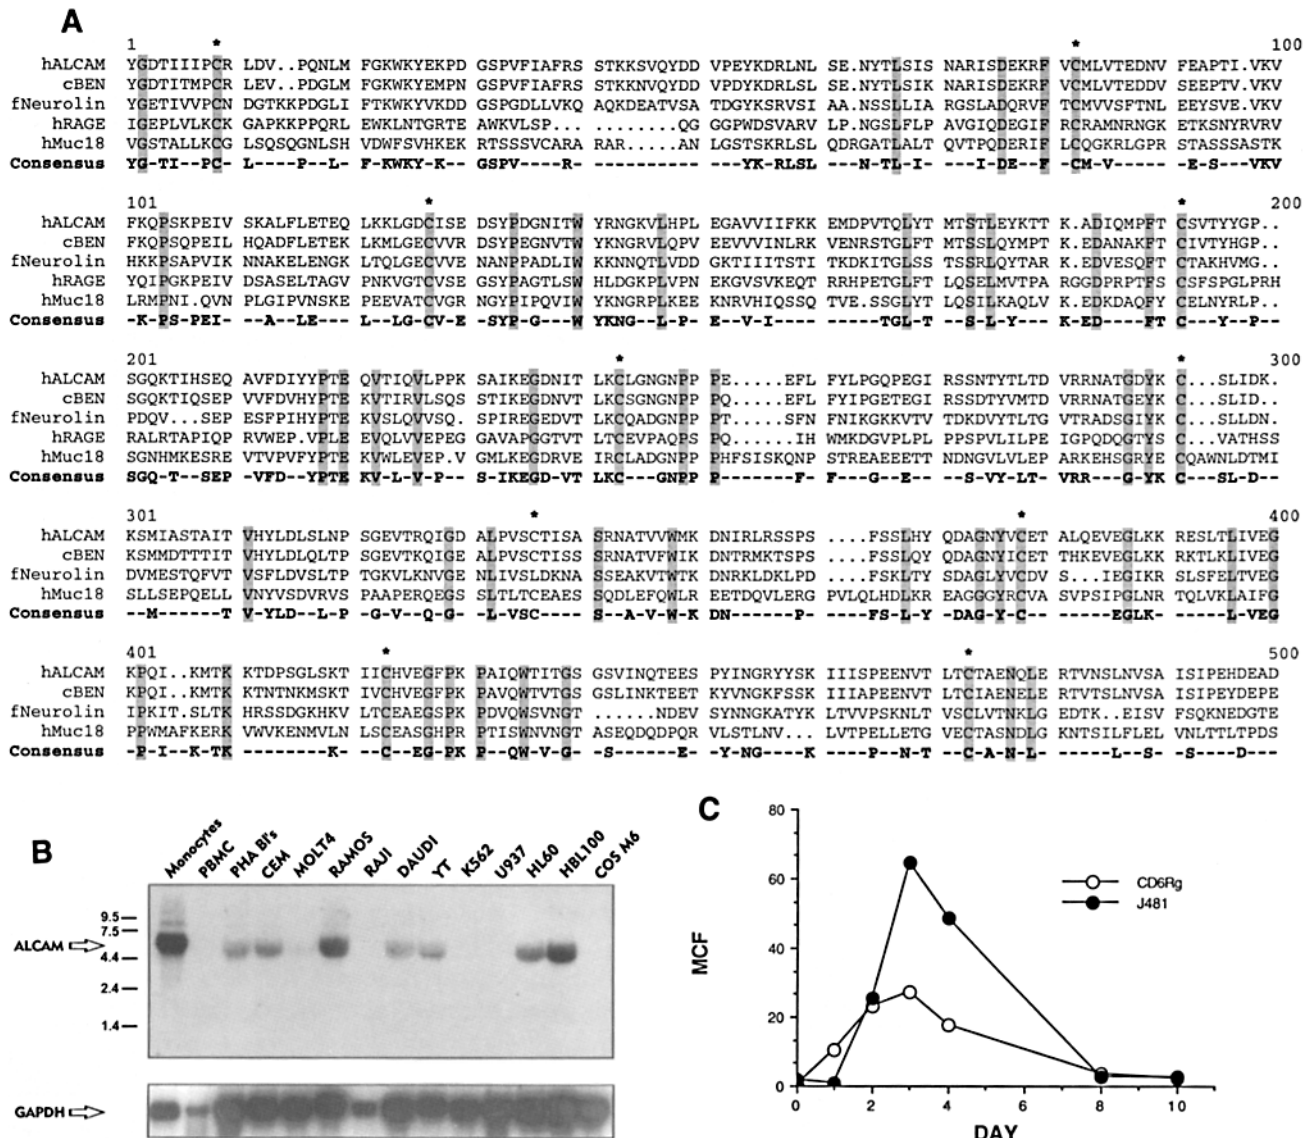 A
1 * * 100
hALCAM YGDTIIIPCR LDV..PQNLM FGKWKYEKPD GSPVFIAFRS STKKSVQYDD VPEYKDRLNL SE.NYTLSIS NARISDEKRF VCMLVTEDNV FEAPTI.VKV
cBEN YGDTITMPCR LEV..PDGLM FGKWKYEMPN GSPVFIAFRS STKKNVQYDD VPDYKDRLSL SE.NYTLSIK NARISDEKRF VCMLVTEDDV SEEPTV.VKV
fNeurolin YGETIVVPCN DGTKKPDGLI FTKWKYVKDD GSPGDLLVKQ AQKDEATVSA TDGYKSRVSI AA.NSSLLIA RGSLADQRVF TCMVVSFTNL EEYSVE.VKV
hRAGE IGEPLVLKCK GAPKKPPQRL EWKLNTGRTE AWKVLSP... .........QG GGPWDSVARV LP.NGSLFLP AVGIQDEGIF RCRAMNRNGK ETKSNYRVRV
hMuc18 VGSTALLKCG LSQSQGNLSH VDWFSVHKEK RTSSSVCARA RAR.....AN LGSTSKRLSL QDRGATLALT QVTPQDERIF LCQGKRLGPR STASSSASTK
Consensus YG-TI--PC- L---P--L- F-KWKY-K-- GSPV----R- ---------- ---YK-RLSL --N-TL-I-- ---I-DE--F -CM-V----- -E-S--VKV
101 * * 200
hALCAM FKQPSKPEIV SKALFLETEQ LKKLGDCISE DSYPDGNITW YRNGKVLHPL EGAVVIIFKK EMDPVTQLYT MTSTLEYKTT K.ADIQMPFT CSVTYYGP..
cBEN FKQPSQPEIL HQADFLETEK LKMLGECVVR DSYPEGNVTW YKNGRVLQPV EEVVVINLRK VENRSTGLFT MTSSLQYMPT K.EDANAKFT CIVTYHGP..
fNeurolin HKKPSAPVIK NNAKELENGK LTQLGECVVE NANPPADLIW KKNNQTLVDD GKTIIITSTI TKDKITGLSS TSSRLQYTAR K.EDVESQFT CTAKHVMG..
hRAGE YQIPGKPEIV DSASELTAGV PNKVGTCVSE GSYPAGTLSW HLDGKPLVPN EKGVSVKEQT RRHPETGLFT LQSELMVTPA RGGDPRPTFS CSFSPGLPRH
hMuc18 LRMPNI.QVN PLGIPVNSKE PEEVATCVGR NGYPIPQVIW YKNGRPLKEE KNRVHIQSSQ TVE.SSGLYT LQSILKAQLV K.EDKDAQFY CELNYRLP..
Consensus -K-PS-PEI- --A--LE--- L--LG-CV-E -SYP-G---W YKNG--L-P- E--V-I---- ------TGL-T --S-L-Y--- K-ED----FT C---Y--P--
201 * * 300
hALCAM SGQKTIHSEQ AVFDIYYPTE QVTIQVLPPK SAIKEGDNIT LKCLGNGNPP PE.....EFL FYLPGQPEGI RSSNTYTLTD VRRNATGDYK C...SLIDK.
cBEN SGQKTIQSEP VVFDVHYPTE KVTIRVLSQS STIKEGDNVT LKCSGNGNPP PQ.....EFL FYIPGETEGI RSSDTYVMTD VRRNATGEYK C...SLID..
fNeurolin PDQV...SEP ESFPIHYPTE KVSLQVVSQ. SPIREGEDVT LKCQADGNPP PT.....SFN FNIKGKKVTV TDKDVYTLTG VTRADSGIYK C...SLLDN.
hRAGE RALRTAPIQP RVWEP.VPLE EVQLVVEPEG GAVAPGGTVT LTCEVPAQPS PQ.....IHW MKDGVPLPLP PPSPVLILPE IGPQDQGTYS C...VATHSS
hMuc18 SGNHMKESRE VTVPVFYPTE KVWLEVEP.V GMLKEGDRVE IRCLADGNPP PHFSISKQNP STREAEEETT NDNGVLVLEP ARKEHSGRYE CQAWNLDTMI
Consensus SGQ-T--SEP -VFD--YPTE KV-L-V--P-- S-IKEGD-VT LKC---GNPP P-------F- F---G-E--- --S-VY-LT- VRR---G-YK C---SL-D--
301 * * 400
hALCAM KSMIASTAIT VHYLDLSLNP SGEVTRQIGD ALPVSCTISA SRNATVVWMK DNIRLRSSPS ....FSSLHY QDAGNYVCET ALQEVEGLKK RESLTLIVEG
cBEN KSMMDTTTIT VHYLDLQLTP SGEVTKQIGE ALPVSCTISS SRNATVFWIK DNTRMKTSPS ....FSSLQY QDAGNYICET THKEVEGLKK RKTLKLIVEG
fNeurolin DVMESTQFVT VSFLDVSLTP TGKVLKNVGE NLIVSLDKNA SSEAKVTWTK DNRKLDKLPD ....FSKLTY SDAGLYVCDV S...IEGIKR SLSFELTVEG
hMuc18 SLLSEPQELL VNYVSDVRVS PAAPERQEGS SLTLTCEAES SQDLEFQWLR EETDQVLERG PVLQLHDLKR EAGGGYRCVA SVPSIPGLNR TQLVKLAIFG
Consensus --M------T V-YLD--L-P -G-V--Q-G- -L-VSC---- S--A-V-W-K DN-----P-- ----FS-L-Y -DAG-Y-C-- -----EGLK- -----L-VEG
401 * * 500
hALCAM KPQI..KMTK KTDPSGLSKT IICHVEGFPK PAIQWTITGS GSVINQTEES PYINGRYYSK IIISPEENVT LTCTAENQLE RTVNSLNVSA ISIPEHDEAD
cBEN KPQI..KMTK KTNTNKMSKT IVCHVEGFPK PAVQWTVTGT GSLINKTEET KYVNGKFSSK IIIAPEENVT LTCIAENELE RTVTSLNVSA ISIPEYDEPE
fNeurolin IPKIT.SLTK HRSSDGKHKV LTCEAEGSPK PDVQWSVNGT ......NDEV SYNNGKATYK LTVVPSKNLT VSCLVTNKLG EDTK..EISV FSQKNEDGTE
hMuc18 PPWMAFKERK VWVKENMVLN LSCEASGHPR PTISWNVNGT ASEQDQDPQR VLSTLNV... LVTPELLETG VECTASNDLG KNTSILFLEL VNLTTLTPDS
Consensus -P-I--K-TK --------K- --C--EG-PK P--QW-V-G- -S-----E-- -Y-NG---K- ----P-N-T --C-A-N-L- ------L--S --S---D---
B
Monocytes
PBMC
PHA Bl's
CEM
MOLT4
RAMOS
RAJI
DAUDI
YT
K562
U937
HL60
HBL100
COS M6
9.5
7.5
ALCAM
4.4
2.4
1.4
GAPDH
C
80
60
40
20
0
MCF
CD6Rg
J481
0 2 4 6 8 10
DAY